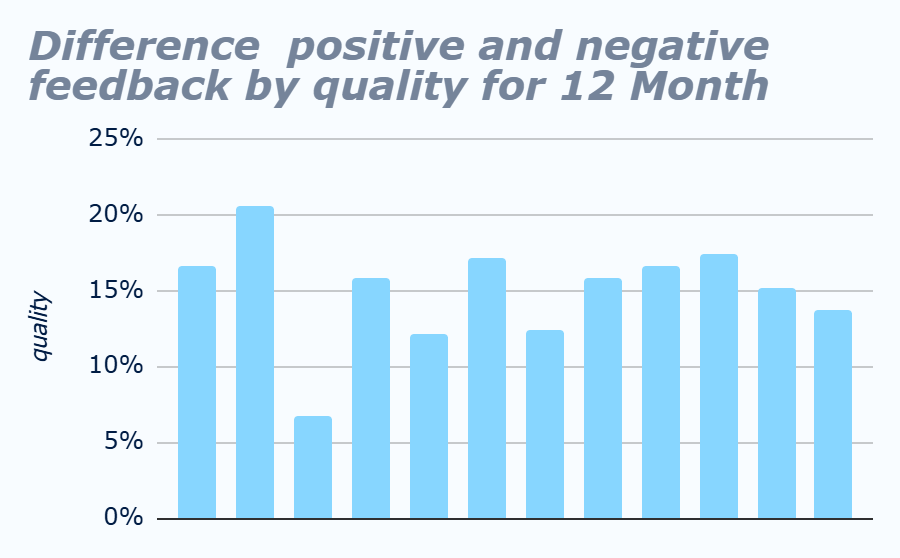 Difference  positive and negative
feedback by quality for 12 Month
25%
20%
15%
10%
5%
0%
quality